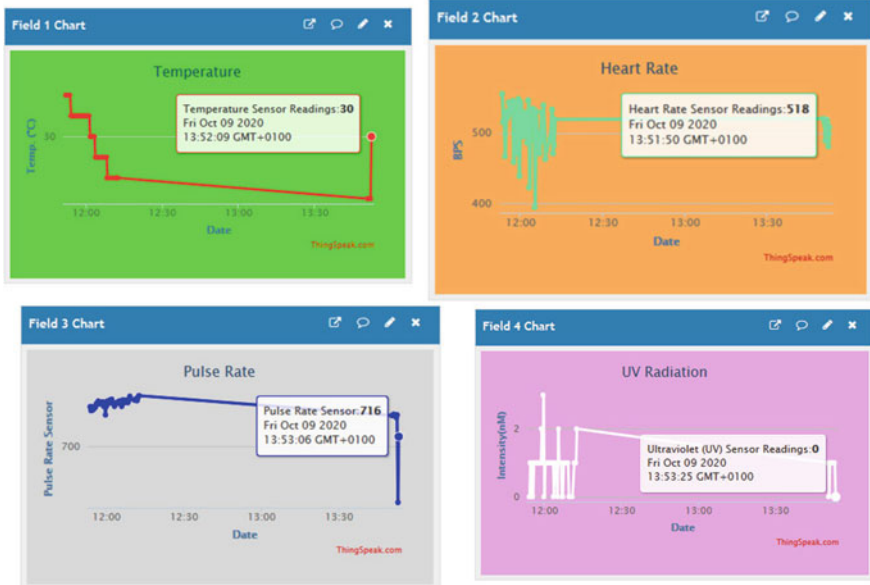 Field 1 Chart
Temperature
Temp. (°C)
30
Temperature Sensor Readings:30
Fri Oct 09 2020
13:52:09 GMT+0100
12:00 12:30 13:00 13:30
Date
ThingSpeak.com
Field 2 Chart
Heart Rate
BPS
500
400
Heart Rate Sensor Readings:518
Fri Oct 09 2020
13:51:50 GMT+0100
12:00 12:30 13:00 13:30
Date
ThingSpeak.com
Field 3 Chart
Pulse Rate
Pulse Rate Sensor
700
Pulse Rate Sensor:716
Fri Oct 09 2020
13:53:06 GMT+0100
12:00 12:30 13:00 13:30
Date
ThingSpeak.com
Field 4 Chart
UV Radiation
Intensity(nM)
2
0
Ultraviolet (UV) Sensor Readings:0
Fri Oct 09 2020
13:53:25 GMT+0100
12:00 12:30 13:00 13:30
Date
ThingSpeak.com